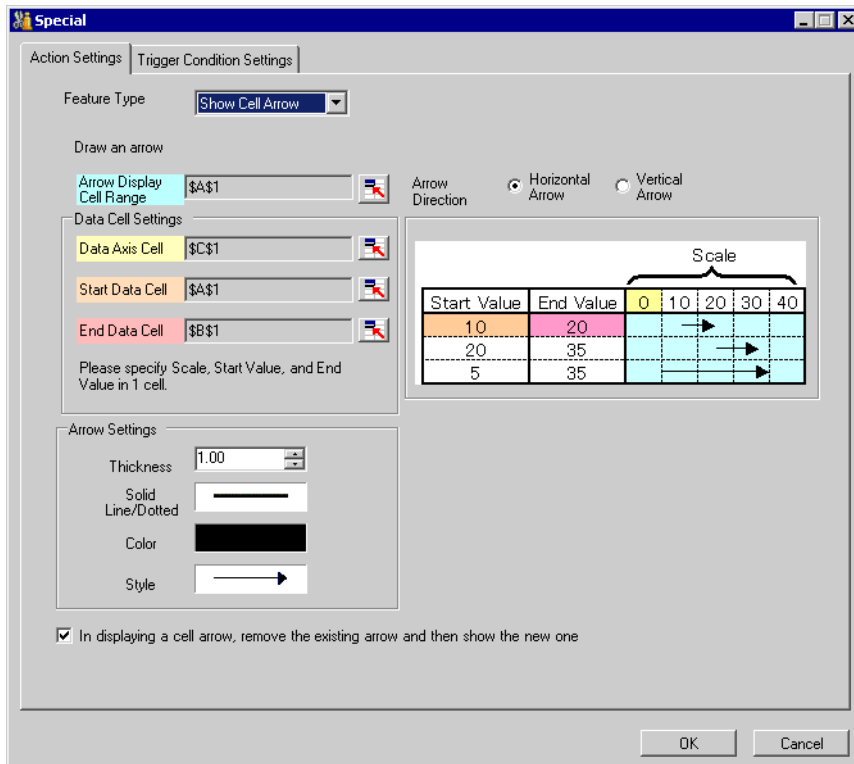 Special
Action Settings
Trigger Condition Settings
Feature Type
Show Cell Arrow
Draw an arrow
Arrow Display
Cell Range
$A$1
Arrow
Direction
Horizontal
Arrow
Vertical
Arrow
Data Cell Settings
Data Axis Cell
$C$1
Start Data Cell
$A$1
End Data Cell
$B$1
Please specify Scale, Start Value, and End
Value in 1 cell.
Scale
Start Value End Value 0 10 20 30 40
10 20
20 35
5 35
Arrow Settings
Thickness
1.00
Solid
Line/Dotted
Color
Style
In displaying a cell arrow, remove the existing arrow and then show the new one
OK
Cancel